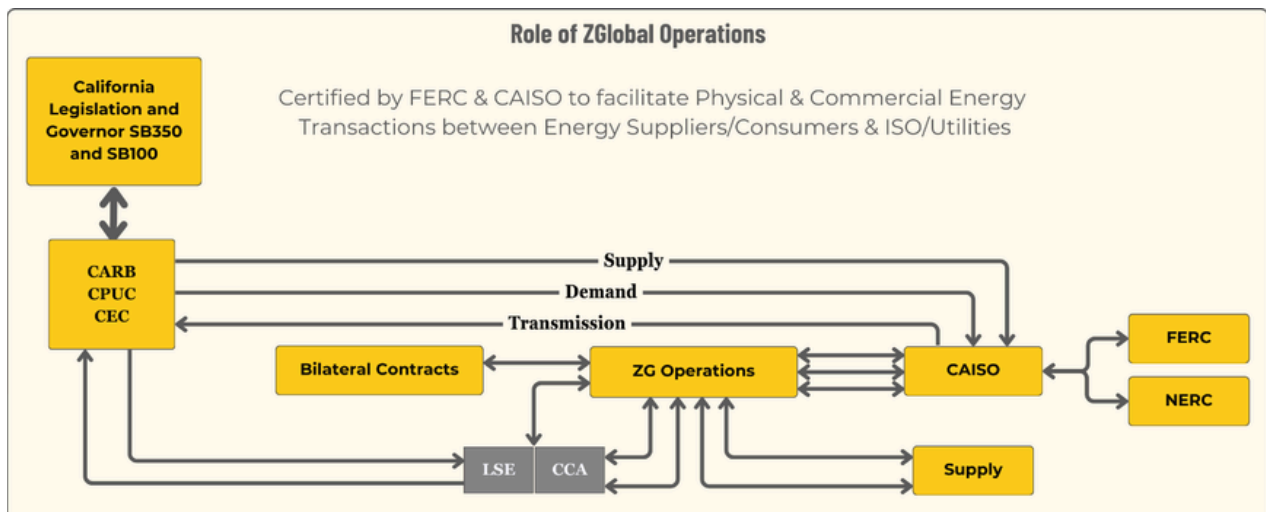 Role of ZGlobal Operations
California
Legislation and
Governor SB350
and SB100
Certified by FERC & CAISO to facilitate Physical & Commercial Energy
Transactions between Energy Suppliers/Consumers & ISO/Utilities
CARB
CPUC
CEC
Supply
Demand
Transmission
Bilateral Contracts
ZG Operations
CAISO
FERC
NERC
LSE
CCA
Supply